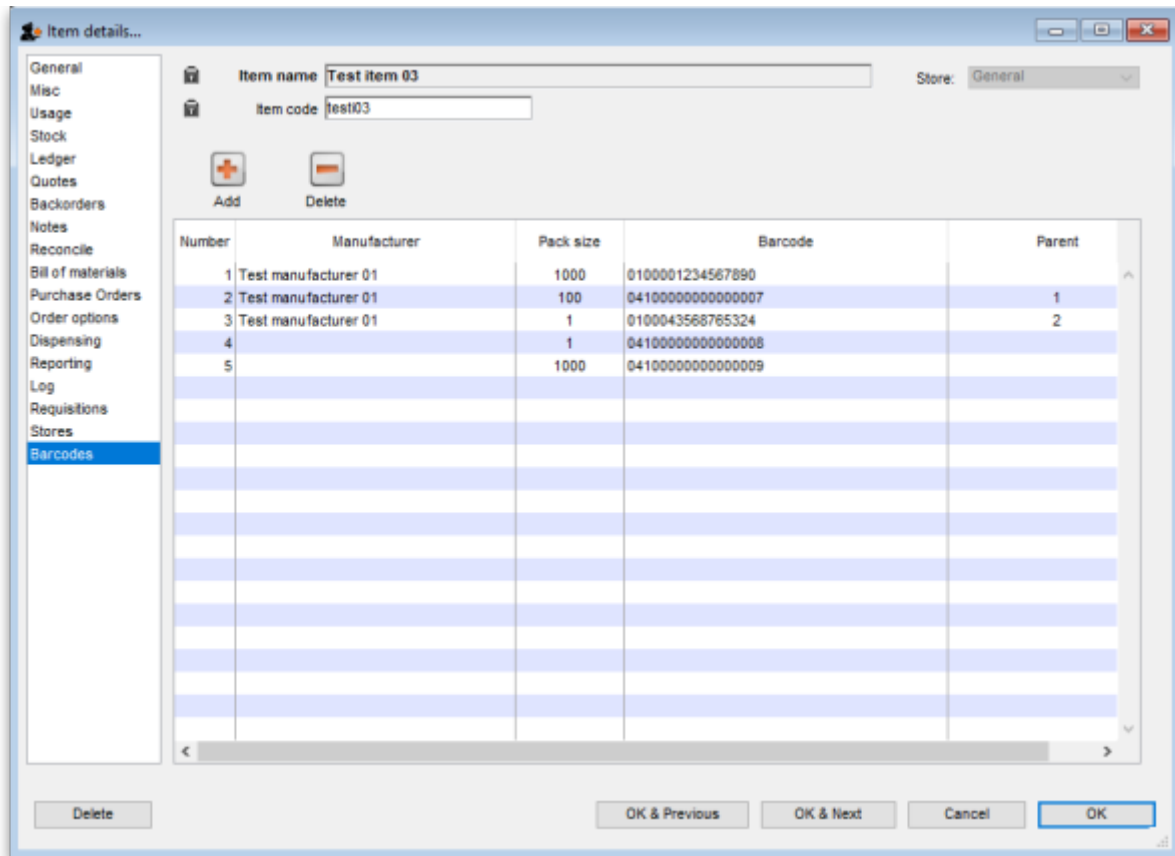 Item details...
General
Misc
Usage
Stock
Ledger
Quotes
Backorders
Notes
Reconcile
Bill of materials
Purchase Orders
Order options
Dispensing
Reporting
Log
Requisitions
Stores
Barcodes
Item name Test item 03 Store: General
Item code testi03
Add Delete
Number Manufacturer Pack size Barcode Parent
1 Test manufacturer 01 1000 0100001234567890
2 Test manufacturer 01 100 04100000000000007 1
3 Test manufacturer 01 1 0100043568765324 2
4 1 04100000000000008
5 1000 04100000000000009
Delete OK & Previous OK & Next Cancel OK